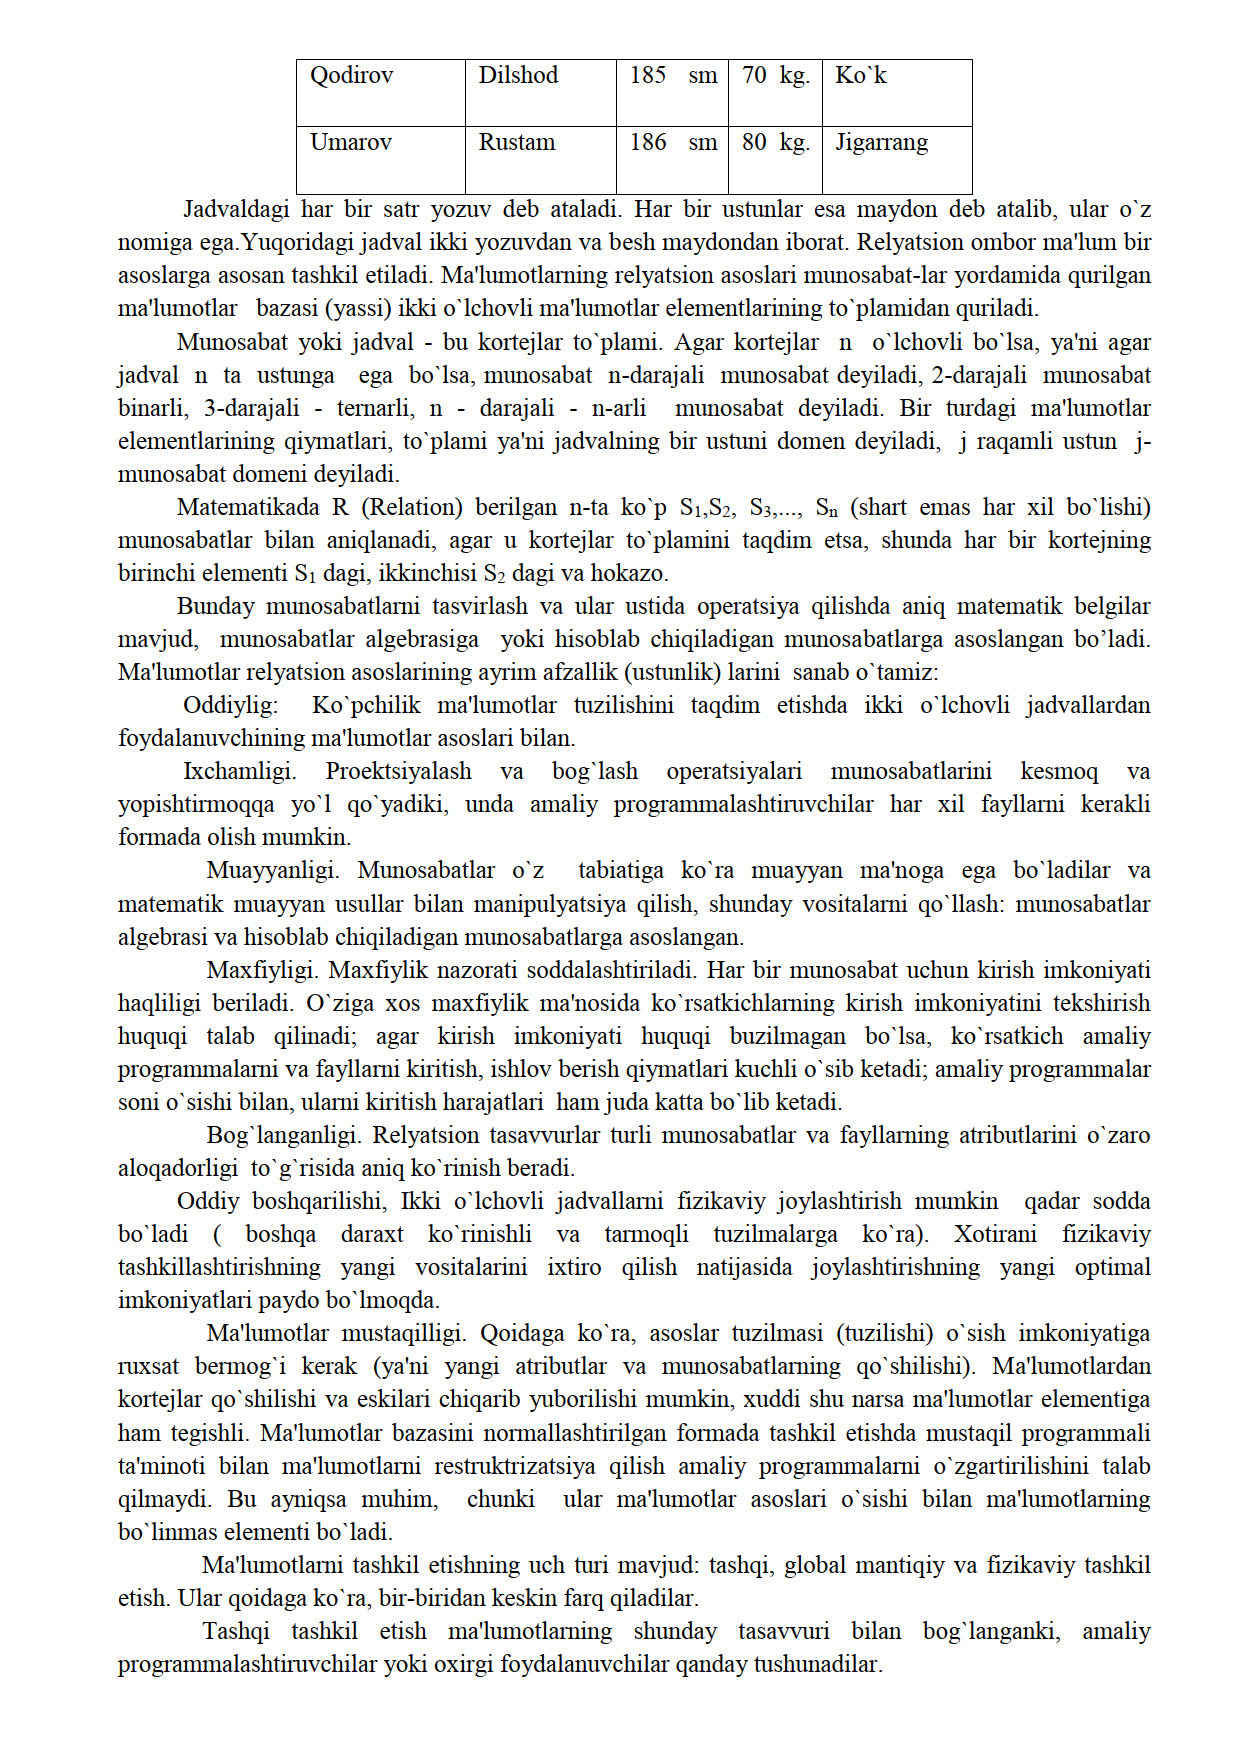 Qodirov Dilshod 185 sm 70 kg. Ko`k
Umarov Rustam 186 sm 80 kg. Jigarrang
Jadvaldagi har bir satr yozuv deb ataladi. Har bir ustunlar esa maydon deb atalib, ular o`z
nomiga ega.Yuqoridagi jadval ikki yozuvdan va besh maydondan iborat. Relyatsion ombor ma'lum bir
asoslarga asosan tashkil etiladi. Ma'lumotlarning relyatsion asoslari munosabat-lar yordamida qurilgan
ma'lumotlar bazasi (yassi) ikki o`lchovli ma'lumotlar elementlarining to`plamidan quriladi.
Munosabat yoki jadval - bu kortejlar to`plami. Agar kortejlar n o`lchovli bo`lsa, ya'ni agar
jadval n ta ustunga ega bo`lsa, munosabat n-darajali munosabat deyiladi, 2-darajali munosabat
binarli, 3-darajali - ternarli, n - darajali - n-arli munosabat deyiladi. Bir turdagi ma'lumotlar
elementlarining qiymatlari, to`plami ya'ni jadvalning bir ustuni domen deyiladi, j raqamli ustun j-
munosabat domeni deyiladi.
Matematikada R (Relation) berilgan n-ta ko`p S₁,S₂, S₃,..., Sₙ (shart emas har xil bo`lishi)
munosabatlar bilan aniqlanadi, agar u kortejlar to`plamini taqdim etsa, shunda har bir kortejning
birinchi elementi S₁ dagi, ikkinchisi S₂ dagi va hokazo.
Bunday munosabatlarni tasvirlash va ular ustida operatsiya qilishda aniq matematik belgilar
mavjud, munosabatlar algebrasiga yoki hisoblab chiqiladigan munosabatlarga asoslangan bo’ladi.
Ma'lumotlar relyatsion asoslarining ayrim afzallik (ustunlik) larini sanab o`tamiz:
Oddiylig: Ko`pchilik ma'lumotlar tuzilishini taqdim etishda ikki o`lchovli jadvallardan
foydalanuvchining ma'lumotlar asoslari bilan.
Ixchamligi. Proektsiyalash va bog`lash operatsiyalari munosabatlarini kesmoq va
yopishtirmoqqa yo`l qo`yadiki, unda amaliy programmalashtiruvchilar har xil fayllarni kerakli
formada olish mumkin.
Muayyanligi. Munosabatlar o`z tabiatiga ko`ra muayyan ma'noga ega bo`ladilar va
matematik muayyan usullar bilan manipulyatsiya qilish, shunday vositalarni qo`llash: munosabatlar
algebrasi va hisoblab chiqiladigan munosabatlarga asoslangan.
Maxfiyligi. Maxfiylik nazorati soddalashtiriladi. Har bir munosabat uchun kirish imkoniyati
haqliligi beriladi. O`ziga xos maxfiylik ma'nosida ko`rsatkichlarning kirish imkoniyatini tekshirish
huquqi talab qilinadi; agar kirish imkoniyati huquqi buzilmagan bo`lsa, ko`rsatkich amaliy
programmalarni va fayllarni kiritish, ishlov berish qiymatlari kuchli o`sib ketadi; amaliy programmalar
soni o`sishi bilan, ularni kiritish harajatlari ham juda katta bo`lib ketadi.
Bog`langanligi. Relyatsion tasavvurlar turli munosabatlar va fayllarning atributlarini o`zaro
aloqadorligi to`g`risida aniq ko`rinish beradi.
Oddiy boshqarilishi, Ikki o`lchovli jadvallarni fizikaviy joylashtirish mumkin qadar sodda
bo`ladi ( boshqa daraxt ko`rinishli va tarmoqli tuzilmalarga ko`ra). Xotirani fizikaviy
tashkillashtirishning yangi vositalarini ixtiro qilish natijasida joylashtirishning yangi optimal
imkoniyatlari paydo bo`lmoqda.
Ma'lumotlar mustaqilligi. Qoidaga ko`ra, asoslar tuzilmasi (tuzilishi) o`sish imkoniyatiga
ruxsat bermog`i kerak (ya'ni yangi atributlar va munosabatlarning qo`shilishi). Ma'lumotlardan
kortejlar qo`shilishi va eskilari chiqarib yuborilishi mumkin, xuddi shu narsa ma'lumotlar elementiga
ham tegishli. Ma'lumotlar bazasini normallashtirilgan formada tashkil etishda mustaqil programmali
ta'minoti bilan ma'lumotlarni restruktrizatsiya qilish amaliy programmalarni o`zgartirilishini talab
qilmaydi. Bu ayniqsa muhim, chunki ular ma'lumotlar asoslari o`sishi bilan ma'lumotlarning
bo`linmas elementi bo`ladi.
Ma'lumotlarni tashkil etishning uch turi mavjud: tashqi, global mantiqiy va fizikaviy tashkil
etish. Ular qoidaga ko`ra, bir-biridan keskin farq qiladilar.
Tashqi tashkil etish ma'lumotlarning shunday tasavvuri bilan bog`langanki, amaliy
programmalashtiruvchilar yoki oxirgi foydalanuvchilar qanday tushunadilar.